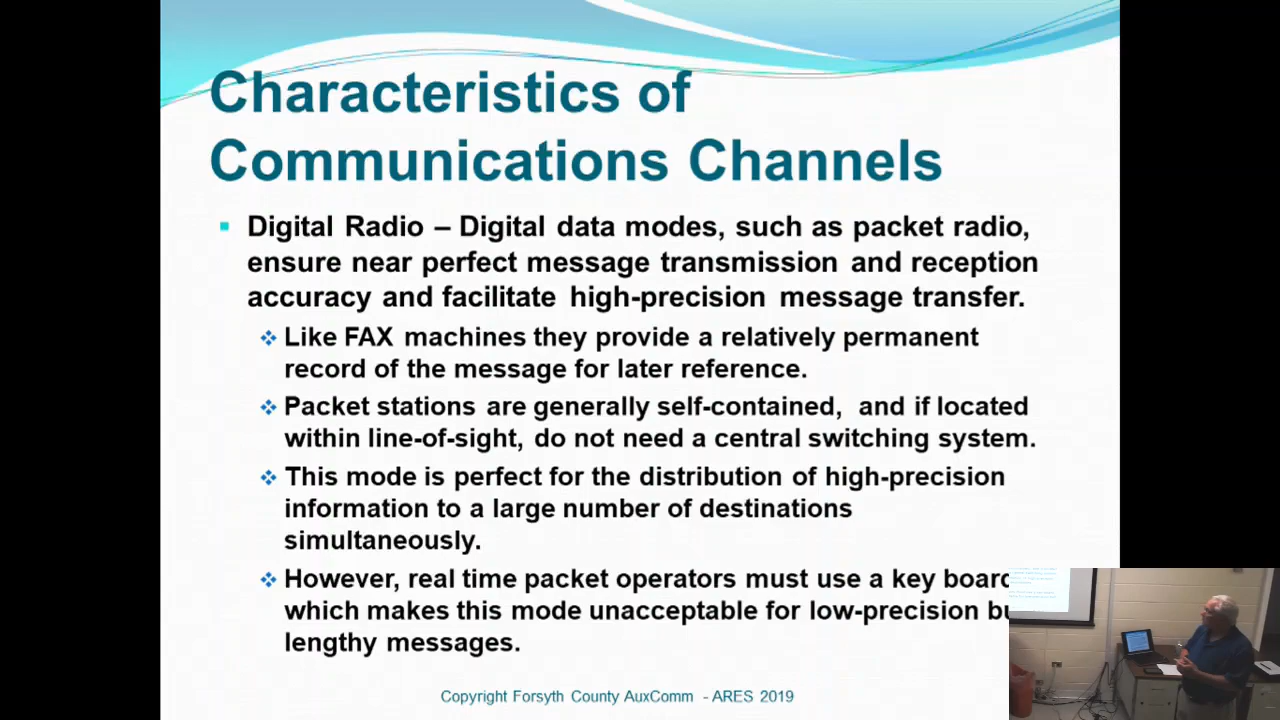 Characteristics of
Communications Channels
Digital Radio – Digital data modes, such as packet radio,
ensure near perfect message transmission and reception
accuracy and facilitate high-precision message transfer.
Like FAX machines they provide a relatively permanent
record of the message for later reference.
Packet stations are generally self-contained, and if located
within line-of-sight, do not need a central switching system.
This mode is perfect for the distribution of high-precision
information to a large number of destinations
simultaneously.
However, real time packet operators must use a key board
which makes this mode unacceptable for low-precision
lengthy messages.
Copyright Forsyth County AuxComm - ARES 2019